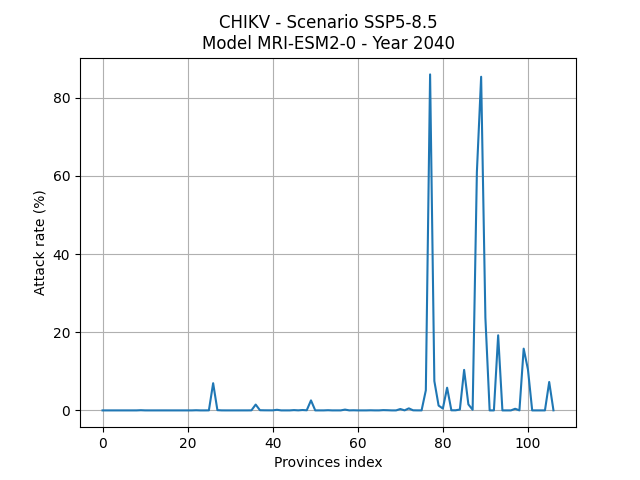 CHIKV - Scenario SSP5-8.5
Model MRI-ESM2-0 - Year 2040
Attack rate (%)
80
60
40
20
0
0 20 40 60 80 100
Provinces index